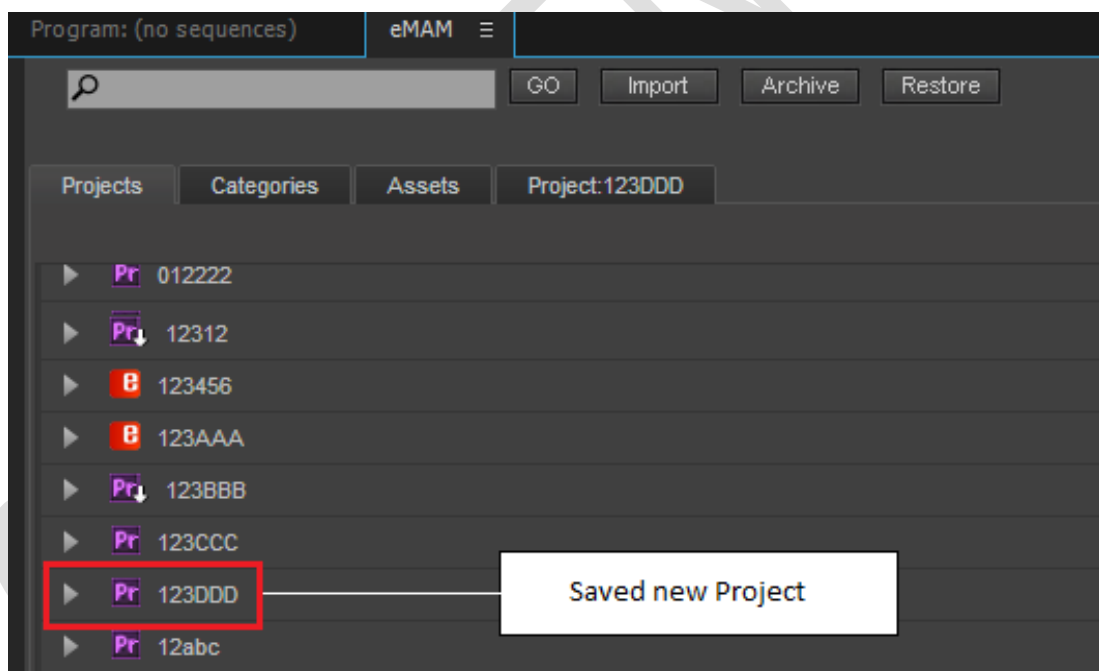 Program: (no sequences) eMAM
GO Import Archive Restore
Projects Categories Assets Project:123DDD
Pr 012222
Pr 12312
e 123456
e 123AAA
Pr 123BBB
Pr 123CCC
Pr 123DDD Saved new Project
Pr 12abc